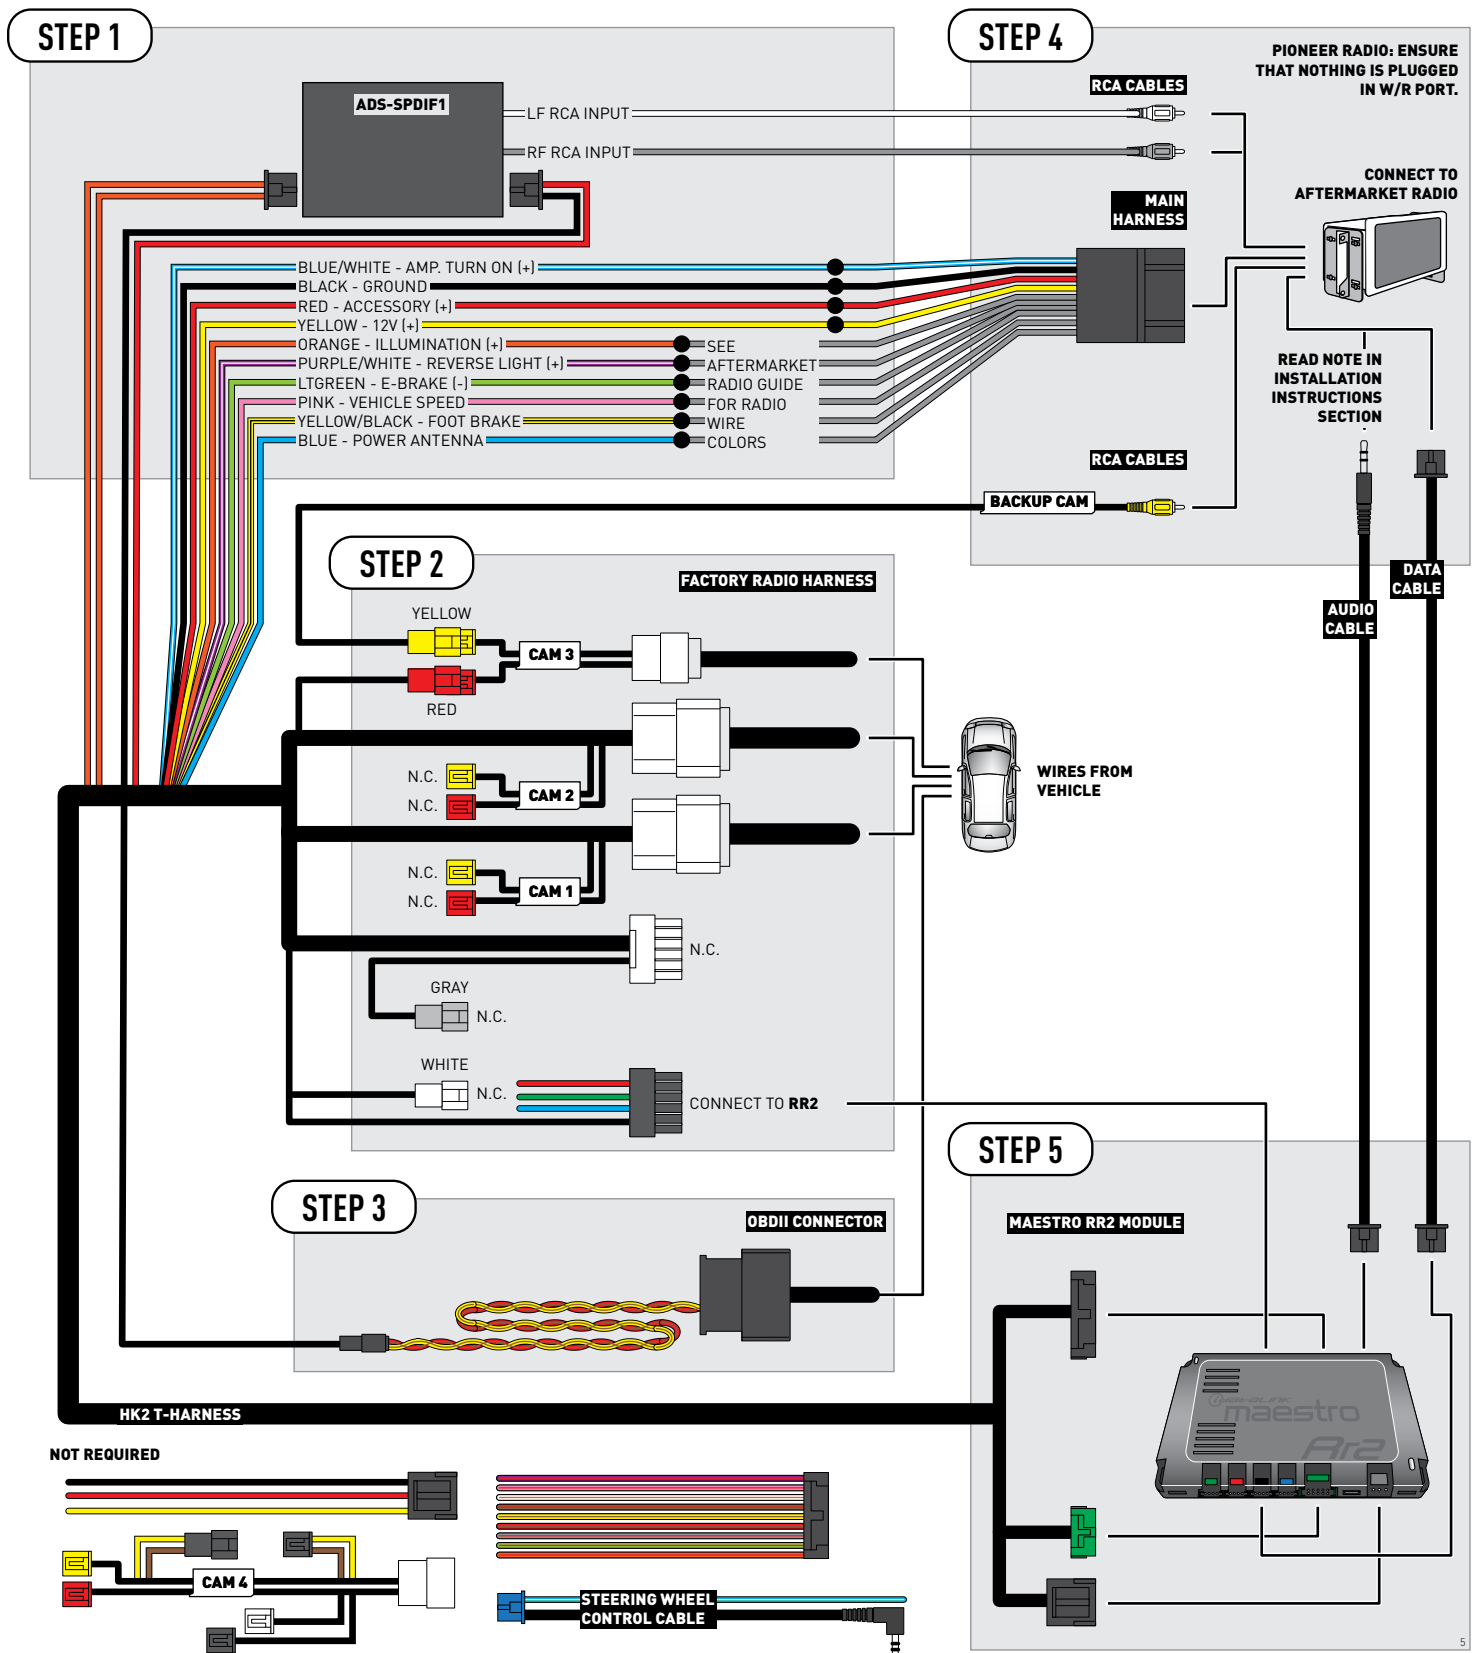 STEP 1
ADS-SPDIF1
LF RCA INPUT
RF RCA INPUT
BLUE/WHITE - AMP. TURN ON (+)
BLACK - GROUND
RED - ACCESSORY (+)
YELLOW - 12V (+)
ORANGE - ILLUMINATION (+)
PURPLE/WHITE - REVERSE LIGHT (+)
LTGREEN - E-BRAKE (-)
PINK - VEHICLE SPEED
YELLOW/BLACK - FOOT BRAKE
BLUE - POWER ANTENNA
SEE
AFTERMARKET
RADIO GUIDE
FOR RADIO
WIRE
COLORS
STEP 4
PIONEER RADIO: ENSURE
THAT NOTHING IS PLUGGED
IN W/R PORT.
RCA CABLES
CONNECT TO
AFTERMARKET RADIO
MAIN
HARNESS
READ NOTE IN
INSTALLATION
INSTRUCTIONS
SECTION
RCA CABLES
BACKUP CAM
DATA
CABLE
AUDIO
CABLE
STEP 2
FACTORY RADIO HARNESS
YELLOW
CAM 3
RED
N.C.
CAM 2
N.C.
WIRES FROM
VEHICLE
N.C.
CAM 1
N.C.
N.C.
GRAY
N.C.
WHITE
N.C.
CONNECT TO RR2
STEP 3
OBDII CONNECTOR
STEP 5
MAESTRO RR2 MODULE
iDATALINK
maestro
Rr2
HK2 T-HARNESS
NOT REQUIRED
CAM 4
STEERING WHEEL
CONTROL CABLE
5